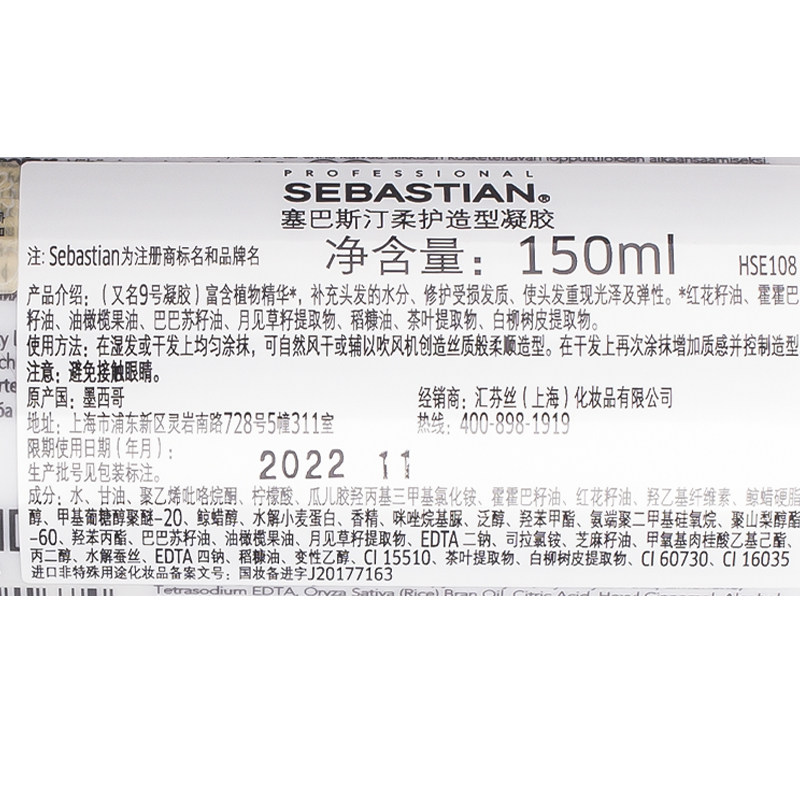 PROFESSIONAL
SEBASTIAN®
塞巴斯汀柔护造型凝胶
注: Sebastian为注册商标名和品牌名
净含量：150ml
HSE108
产品介绍：（又名9号凝胶）富含植物精华*，补充头发的水分、修护受损发质、使头发重现光泽及弹性。*红花籽油、霍霍巴
籽油、油橄榄果油、巴巴苏籽油、月见草籽提取物、稻糠油、茶叶提取物、白柳树皮提取物。
使用方法：在湿发或干发上均匀涂抹，可自然风干或辅以吹风机创造丝质般柔顺造型。在干发上再次涂抹增加质感并控制造型
注意：避免接触眼睛。
原产国：墨西哥
经销商：汇芬丝（上海）化妆品有限公司
地址：上海市浦东新区灵岩南路728号5幢311室
热线：400-898-1919
限期使用日期（年月）：
2022 11
生产批号见包装标注。
成分：水、甘油、聚乙烯吡咯烷酮、柠檬酸、瓜儿胶羟丙基三甲基氯化铵、霍霍巴籽油、红花籽油、羟乙基纤维素、鲸蜡硬脂
醇、甲基葡糖醇聚醚-20、鲸蜡醇、水解小麦蛋白、香精、咪唑烷基脲、泛醇、羟苯甲酯、氨端聚二甲基硅氧烷、聚山梨醇酯
-60、羟苯丙酯、巴巴苏籽油、油橄榄果油、月见草籽提取物、EDTA 二钠、司拉氯铵、芝麻籽油、甲氧基肉桂酸乙基己酯、
丙二醇、水解蚕丝、EDTA 四钠、稻糠油、变性乙醇、CI 15510、茶叶提取物、白柳树皮提取物、CI 60730、CI 16035
进口非特殊用途化妆品备案文号：国妆备进字J20177163
Tetrasodium EDTA, Oryza Sativa (Rice) Bran Oil, Citric Acid,